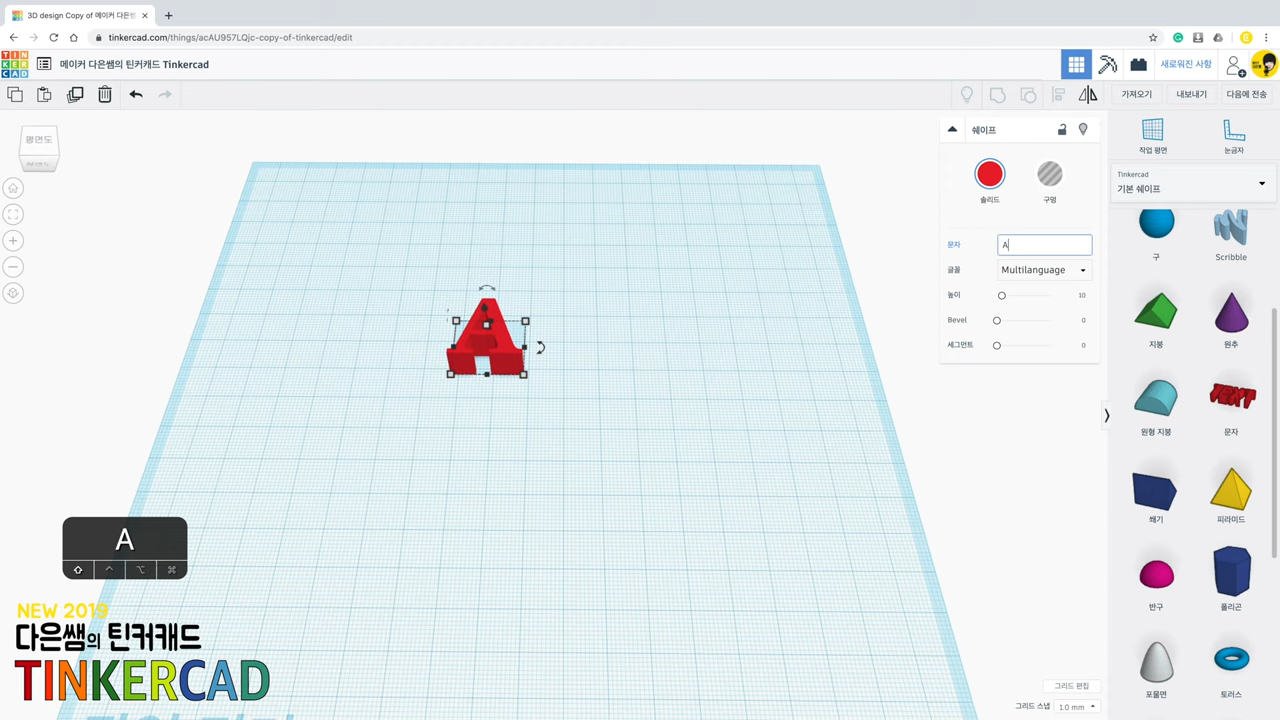 3D design Copy of 메이커 다은쌤
tinkercad.com/things/acAU957LQjc-copy-of-tinkercad/edit
TIN
KER
CAD
메이커 다은쌤의 틴커캐드 Tinkercad
새로워진 사항
가져오기
내보내기
다음에 전송
평면도
쉐이프
솔리드
구멍
문자
A
글꼴
Multilanguage
높이
10
Bevel
0
세그먼트
0
작업 평면
눈금자
Tinkercad
기본 쉐이프
구
Scribble
지붕
원추
원형 지붕
TEXT
문자
쐐기
피라미드
반구
폴리곤
포물면
토러스
A
A
NEW 2019
다은쌤의 틴커캐드
TINKERCAD
그리드 편집
그리드 스냅
1.0 mm